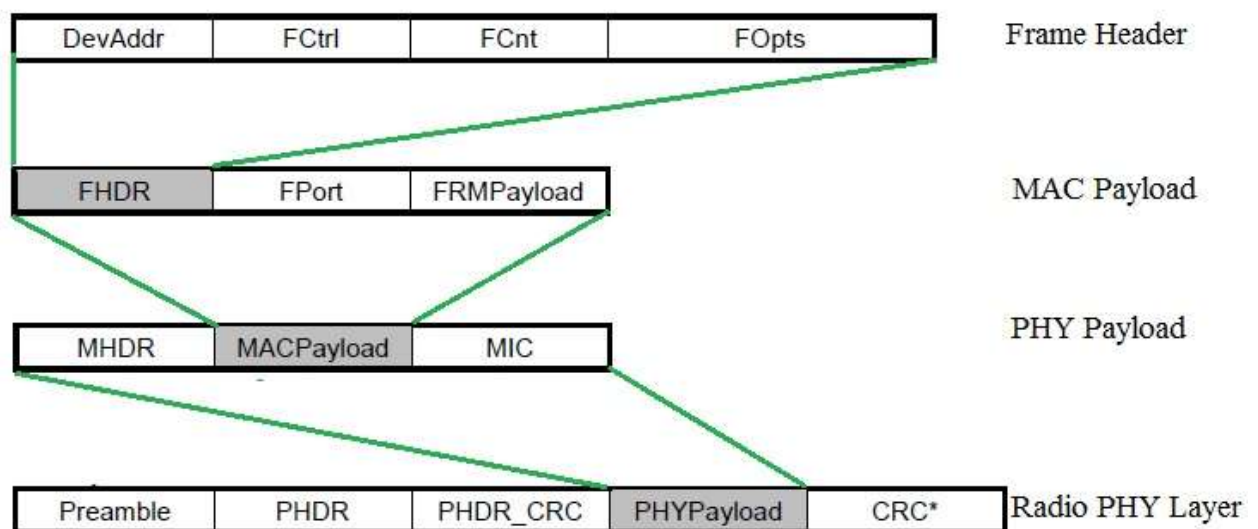 DevAddr FCtrl FCnt FOpts Frame Header
FHDR FPort FRMPayload MAC Payload
MHDR MACPayload MIC PHY Payload
Preamble PHDR PHDR_CRC PHYPayload CRC* Radio PHY Layer